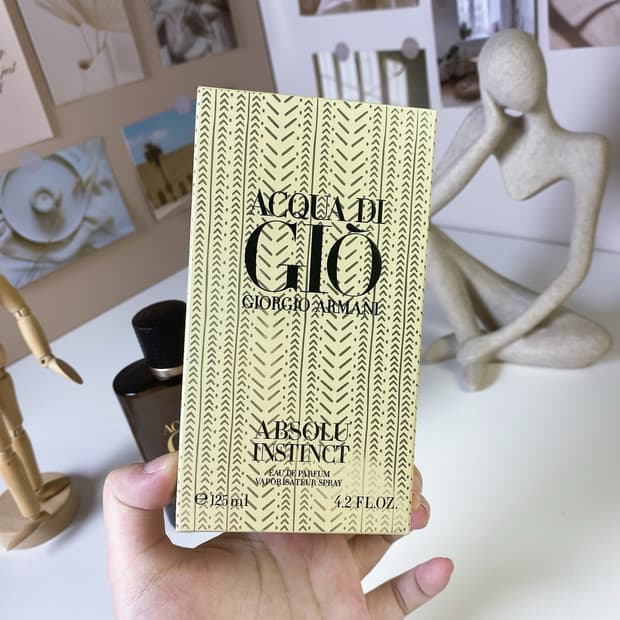 ACQUA DI
GIÒ
GIORGIO ARMANI
ABSOLU
INSTINCT
EAU DE PARFUM
VAPORISATEUR SPRAY
℮ 125 ml 4.2 FL.OZ.